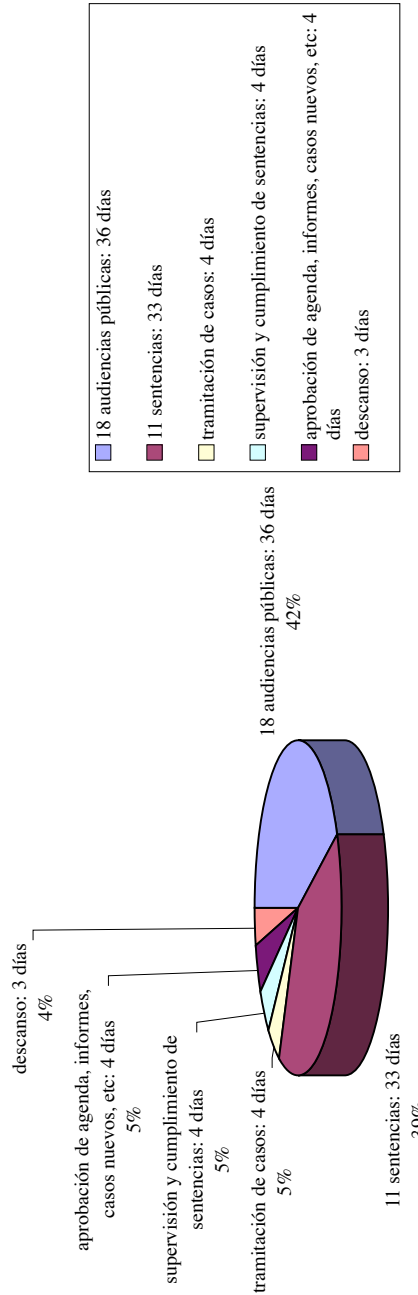 descanso: 3 días
4%
aprobación de agenda, informes,
casos nuevos, etc: 4 días
5%
supervisión y cumplimiento de
sentencias: 4 días
5%
tramitación de casos: 4 días
5%
11 sentencias: 33 días
39%
18 audiencias públicas: 36 días
42%
18 audiencias públicas: 36 días
11 sentencias: 33 días
tramitación de casos: 4 días
supervisión y cumplimiento de sentencias: 4 días
aprobación de agenda, informes, casos nuevos, etc: 4
días
descanso: 3 días